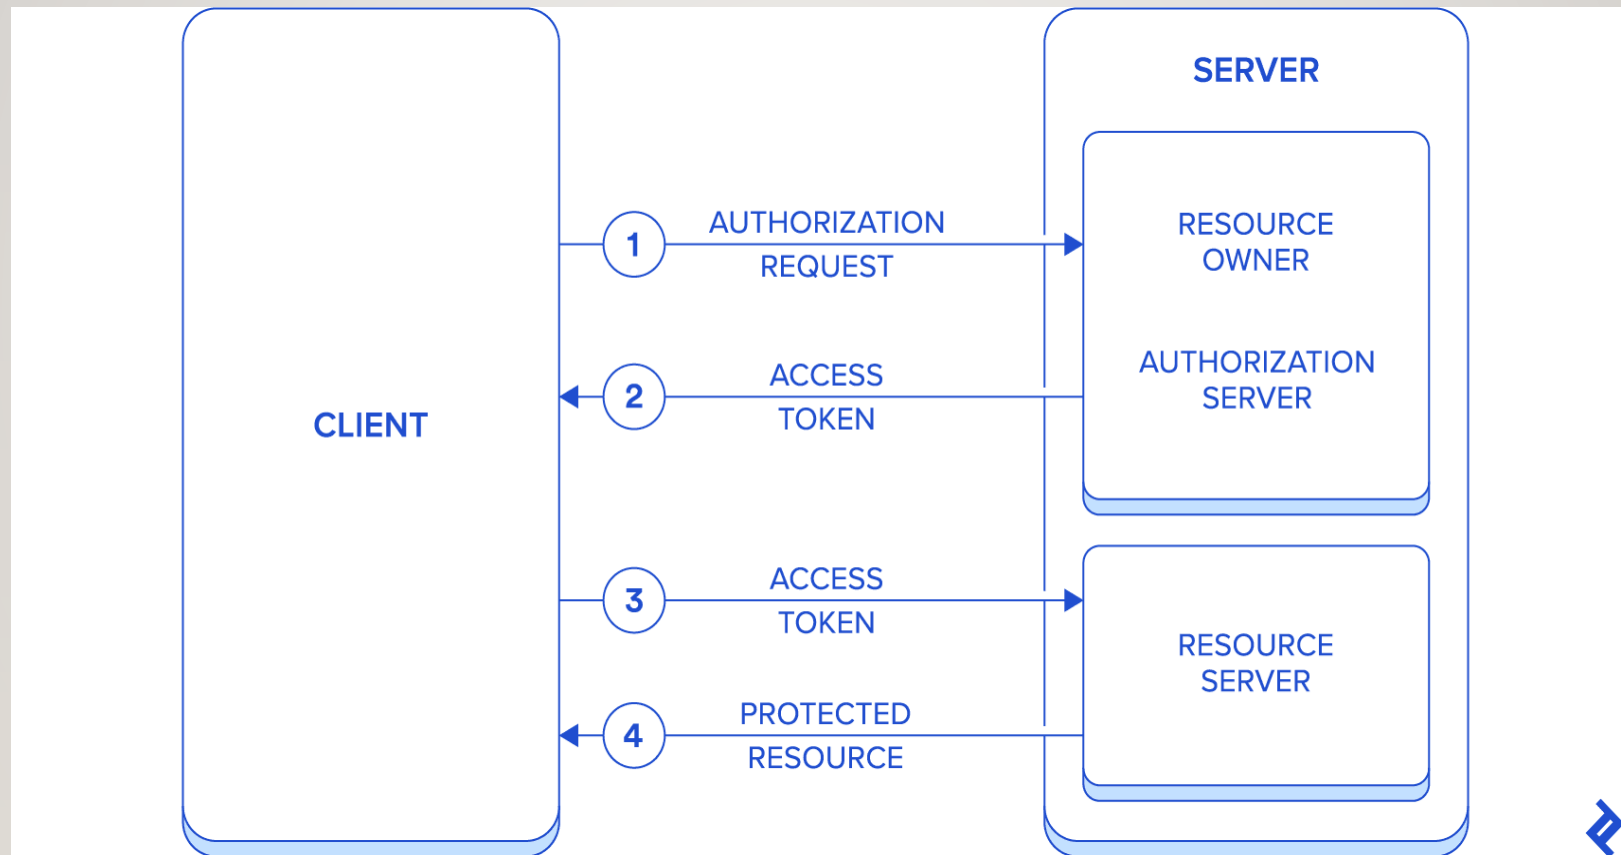 SERVER
CLIENT
1
AUTHORIZATION
REQUEST
2
ACCESS
TOKEN
3
ACCESS
TOKEN
4
PROTECTED
RESOURCE
RESOURCE
OWNER
AUTHORIZATION
SERVER
RESOURCE
SERVER